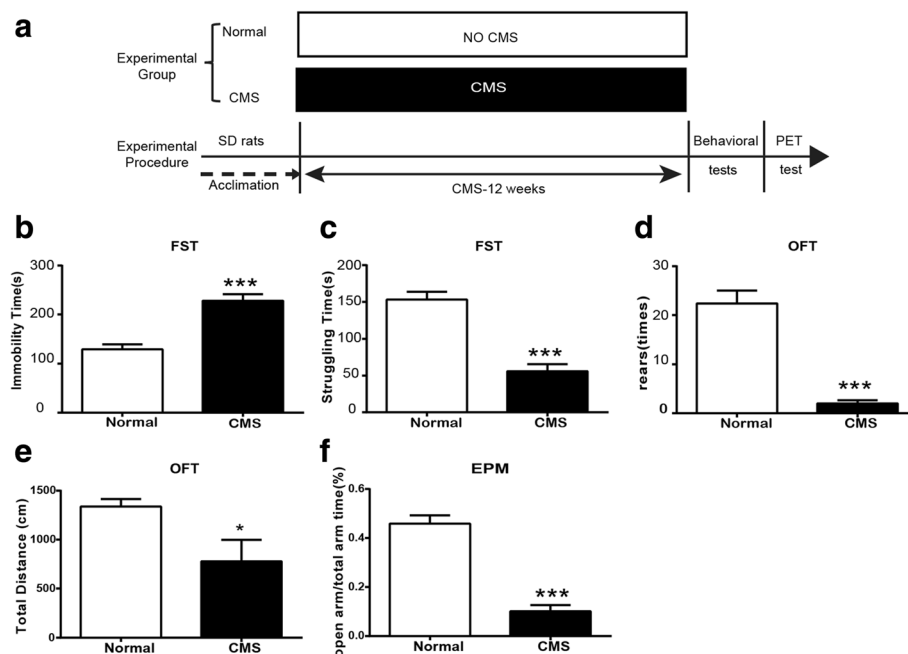 a
Normal
NO CMS
Experimental
Group
CMS
CMS
SD rats
Behavioral
PET
Experimental
Procedure
tests
test
Acclimation
CMS-12 weeks
b
FST
Immobility Time(s)
300
200
100
0
***
Normal
CMS
c
FST
Struggling Time(s)
200
150
100
50
0
***
Normal
CMS
d
OFT
rears(times)
30
20
10
0
***
Normal
CMS
e
OFT
Total Distance (cm)
1500
1000
500
0
*
Normal
CMS
f
EPM
open arm/total arm time(%)
0.6
0.4
0.2
0.0
***
Normal
CMS